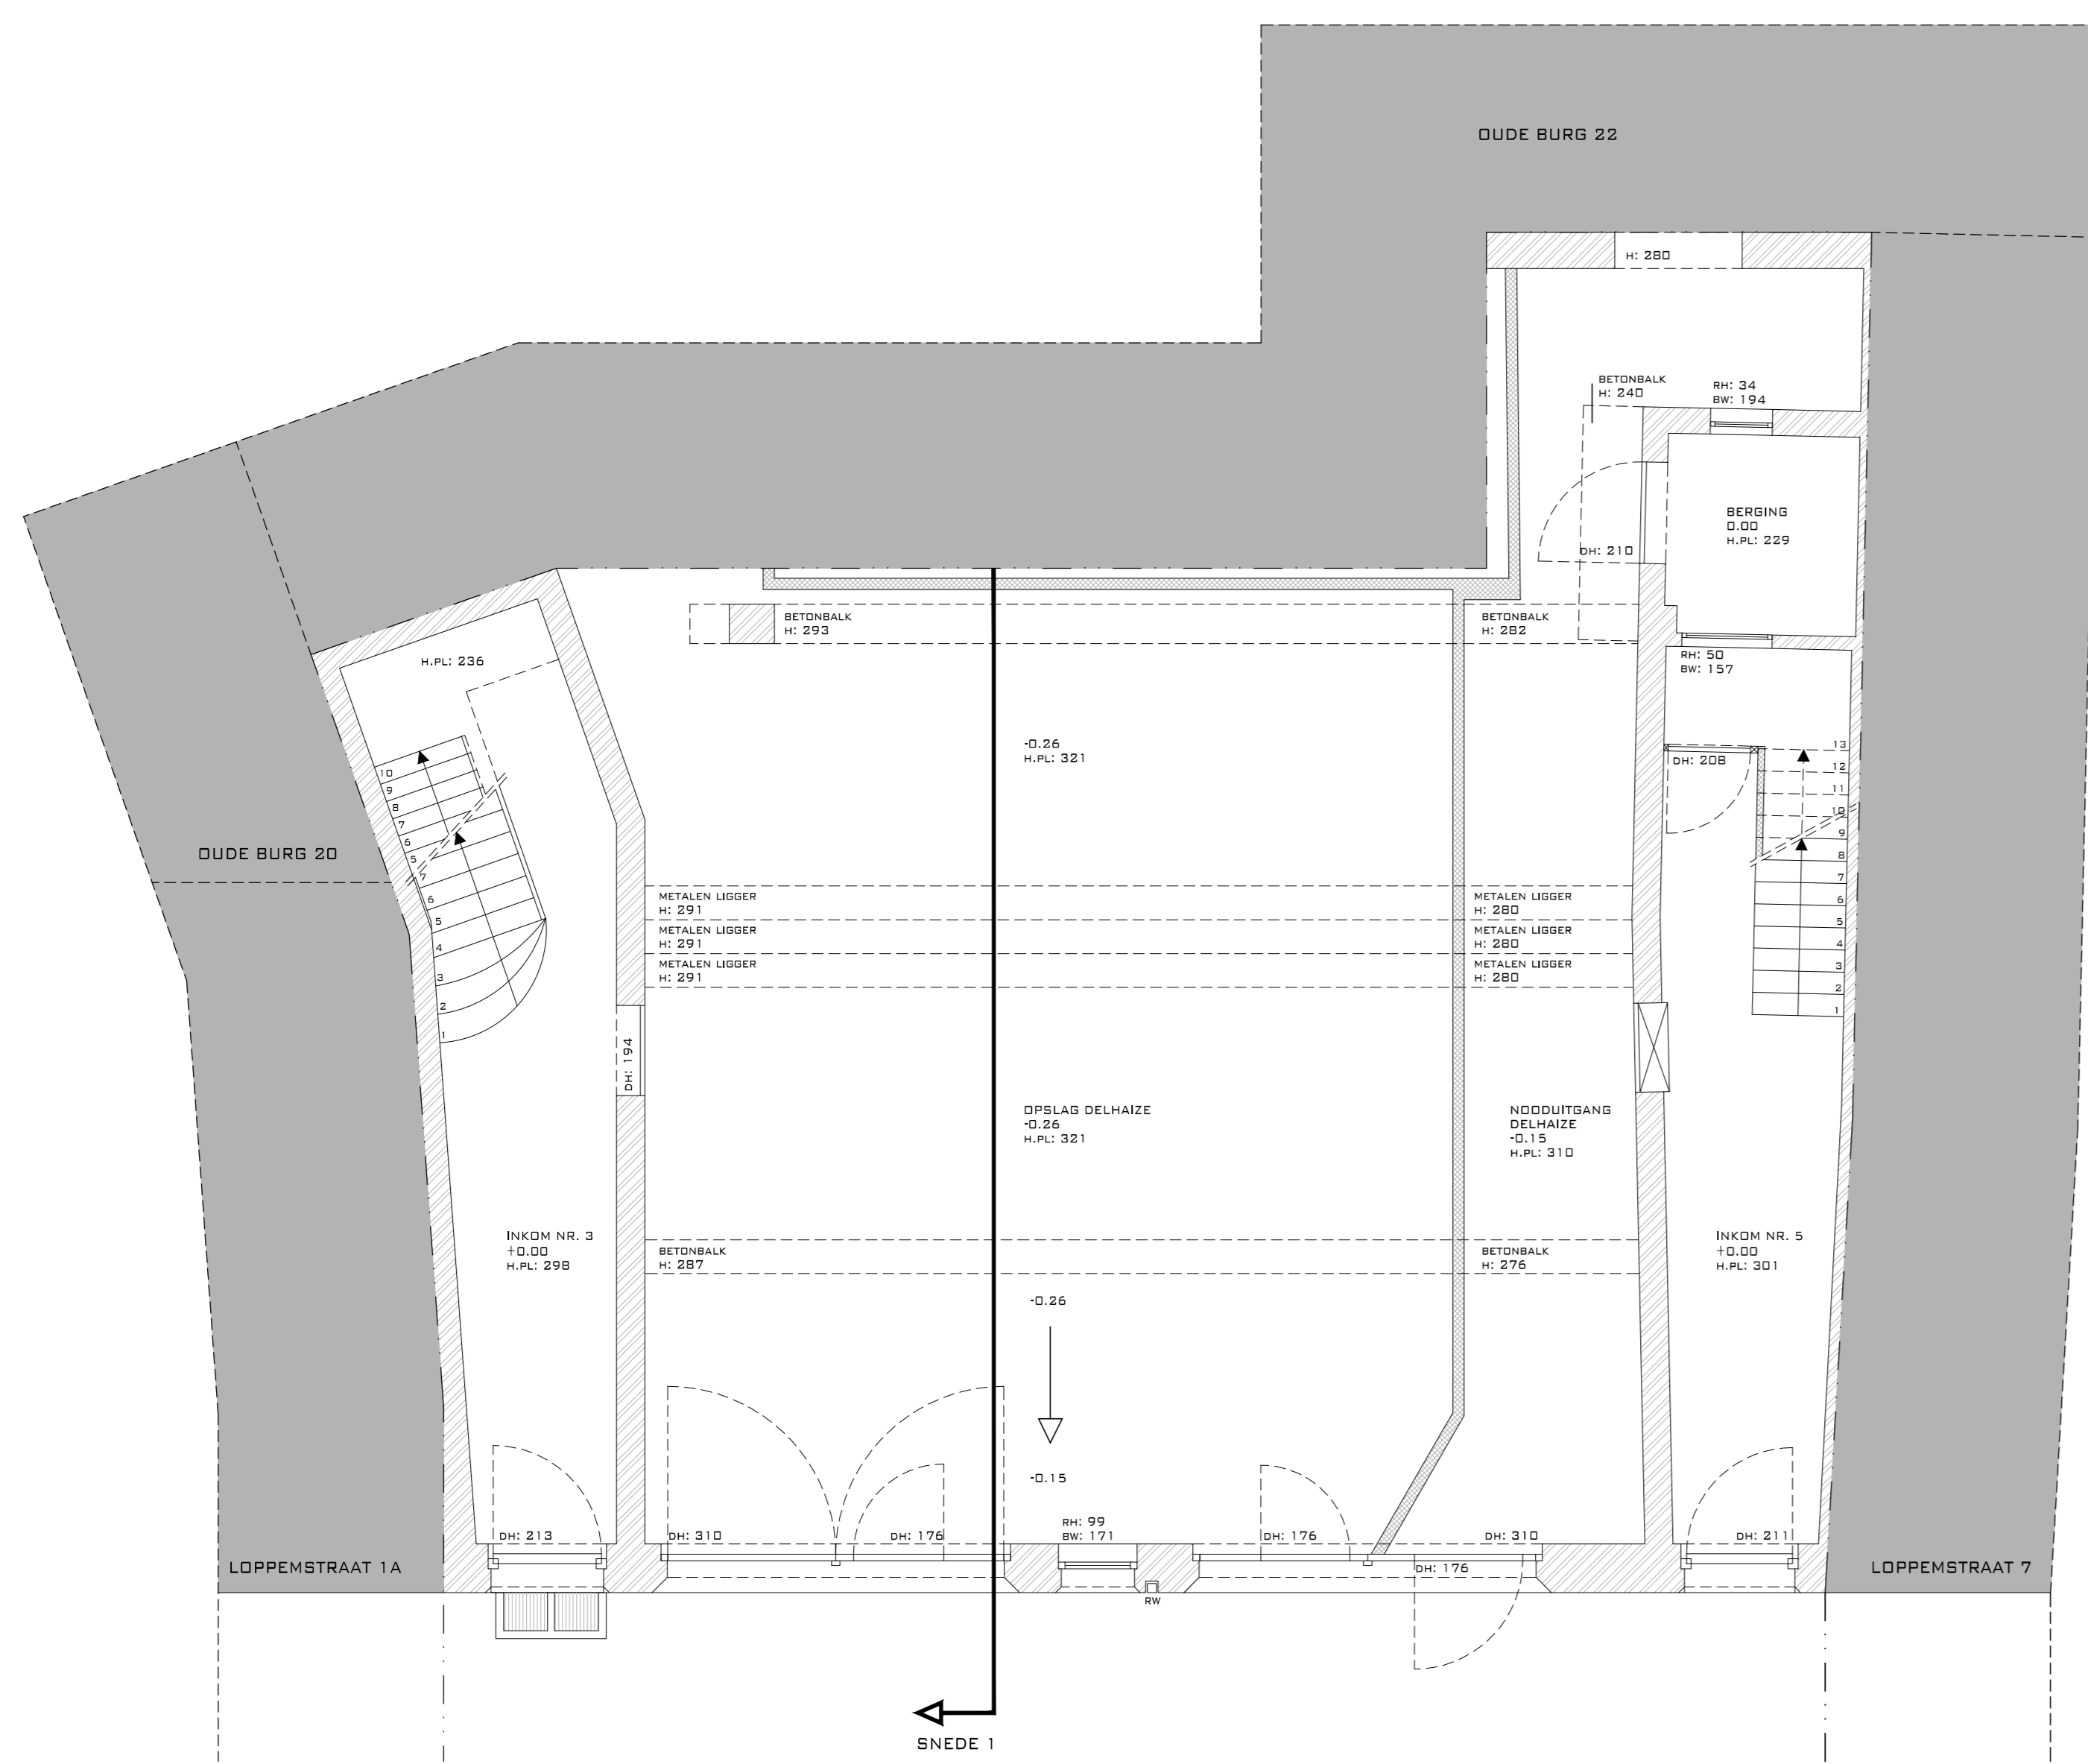 OUDE BURG 22
H: 280
BETONBALK
H: 240
RH: 34
BW: 194
BERGING
0.00
H.PL: 229
DH: 210
BETONBALK
H: 293
BETONBALK
H: 282
H.PL: 236
RH: 50
BW: 157
-0.26
H.PL: 321
DH: 208
13
12
11
10
9
8
7
6
5
4
3
2
1
10
9
8
7
6
5
7
6
5
4
3
2
1
OUDE BURG 20
METALEN LIGGER
H: 291
METALEN LIGGER
H: 291
METALEN LIGGER
H: 291
METALEN LIGGER
H: 280
METALEN LIGGER
H: 280
METALEN LIGGER
H: 280
DH: 194
OPSLAG DELHAIZE
-0.26
H.PL: 321
NOODUITGANG
DELHAIZE
-0.15
H.PL: 310
INKOM NR. 3
+0.00
H.PL: 298
INKOM NR. 5
+0.00
H.PL: 301
BETONBALK
H: 287
BETONBALK
H: 276
-0.26
-0.15
DH: 213
DH: 310
DH: 176
RH: 99
BW: 171
DH: 176
DH: 310
DH: 211
DH: 176
LOPPEMSTRAAT 1A
LOPPEMSTRAAT 7
RW
SNEDE 1